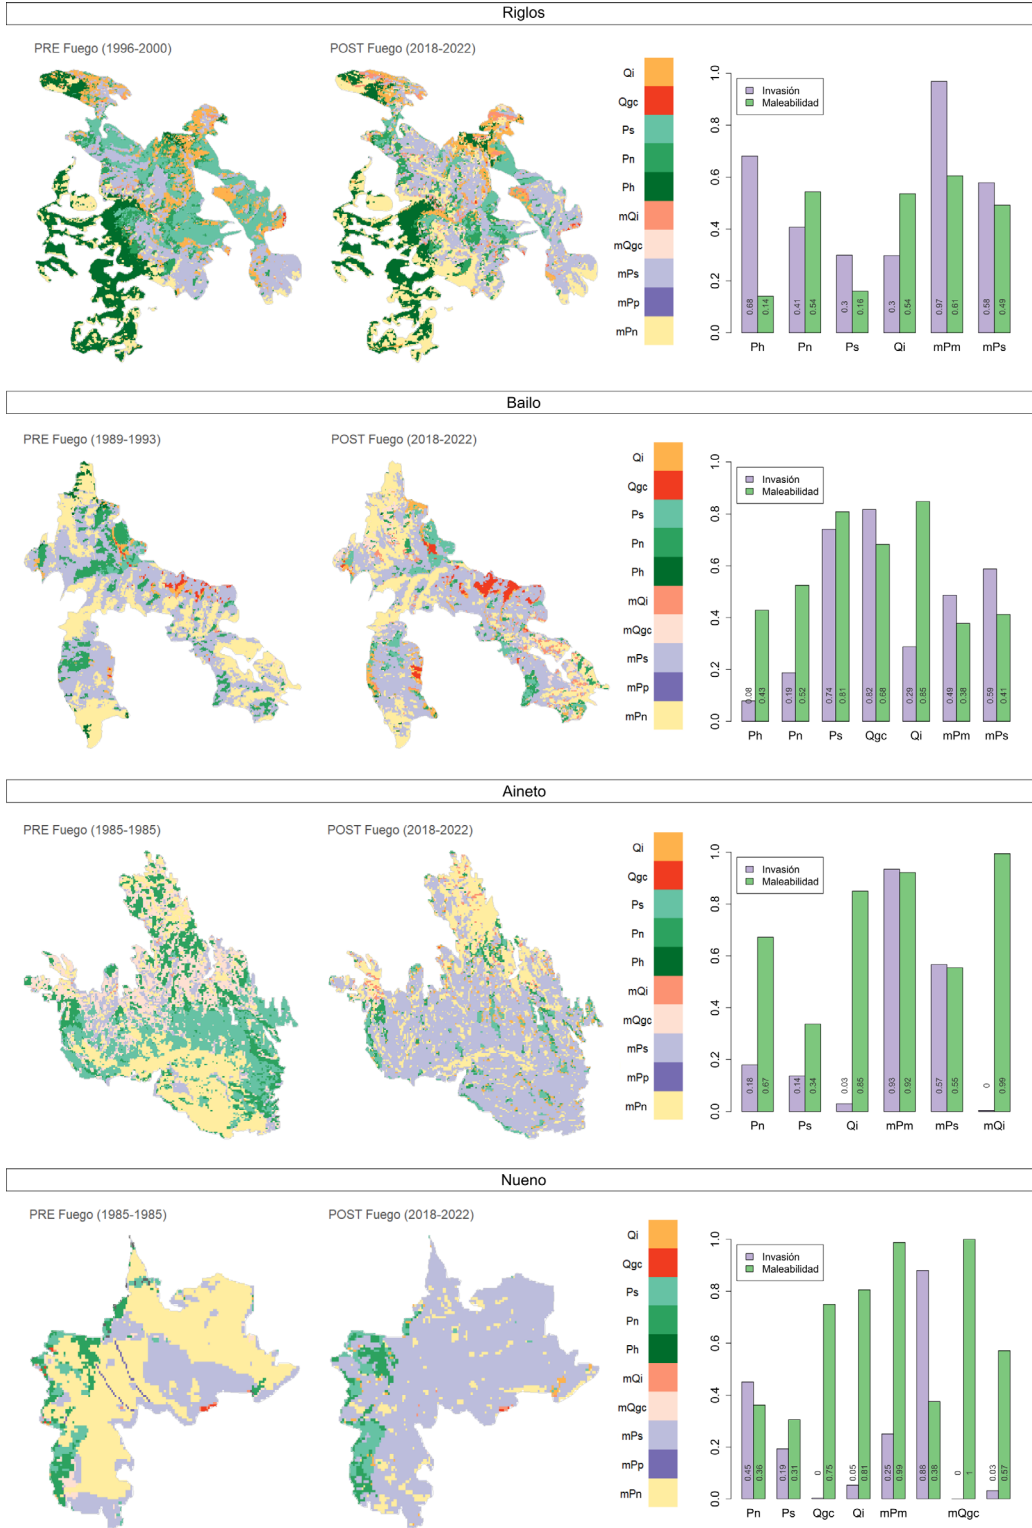 Riglos
PRE Fuego (1996-2000)
POST Fuego (2018-2022)
Qi
Qgc
Ps
Pn
Ph
mQi
mQgc
mPs
mPp
mPn
Invasión
Maleabilidad
1.0
0.8
0.6
0.4
0.2
0.0
0.68 0.14 0.41 0.54 0.3 0.16 0.3 0.54 0.97 0.61 0.58 0.49
Ph Pn Ps Qi mPm mPs
Bailo
PRE Fuego (1989-1993)
POST Fuego (2018-2022)
Qi
Qgc
Ps
Pn
Ph
mQi
mQgc
mPs
mPp
mPn
Invasión
Maleabilidad
1.0
0.8
0.6
0.4
0.2
0.0
0.08 0.43 0.19 0.52 0.74 0.81 0.82 0.68 0.29 0.85 0.49 0.38 0.59 0.41
Ph Pn Ps Qgc Qi mPm mPs
Aineto
PRE Fuego (1985-1985)
POST Fuego (2018-2022)
Qi
Qgc
Ps
Pn
Ph
mQi
mQgc
mPs
mPp
mPn
Invasión
Maleabilidad
1.0
0.8
0.6
0.4
0.2
0.0
0.18 0.67 0.14 0.34 0.03 0.85 0.93 0.92 0.57 0.55 0 0.99
Pn Ps Qi mPm mPs mQi
Nueno
PRE Fuego (1985-1985)
POST Fuego (2018-2022)
Qi
Qgc
Ps
Pn
Ph
mQi
mQgc
mPs
mPp
mPn
Invasión
Maleabilidad
1.0
0.8
0.6
0.4
0.2
0.0
0.45 0.36 0.19 0.31 0 0.75 0.05 0.81 0.25 0.99 0.88 0.38 0 1 0.03 0.57
Pn Ps Qgc Qi mPm mQgc